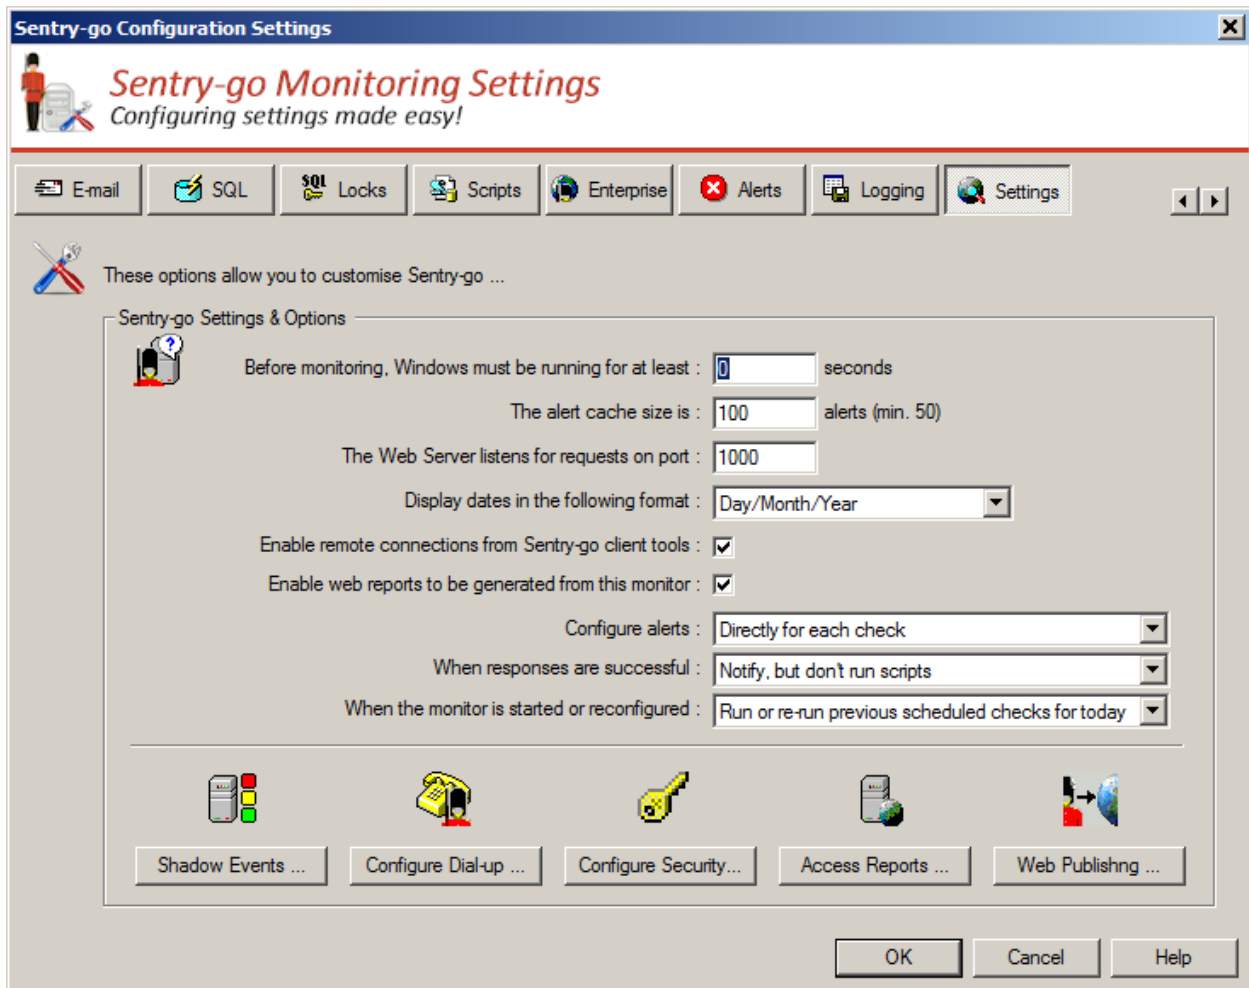 Sentry-go Configuration Settings
Sentry-go Monitoring Settings
Configuring settings made easy!
E-mail SQL SQL Locks Scripts Enterprise Alerts Logging Settings
These options allow you to customise Sentry-go ...
Sentry-go Settings & Options
?
Before monitoring, Windows must be running for at least : 0 seconds
The alert cache size is : 100 alerts (min. 50)
The Web Server listens for requests on port : 1000
Display dates in the following format : Day/Month/Year
Enable remote connections from Sentry-go client tools :
Enable web reports to be generated from this monitor :
Configure alerts : Directly for each check
When responses are successful : Notify, but don't run scripts
When the monitor is started or reconfigured : Run or re-run previous scheduled checks for today
Shadow Events ... Configure Dial-up ... Configure Security... Access Reports ... Web Publishng ...
OK Cancel Help